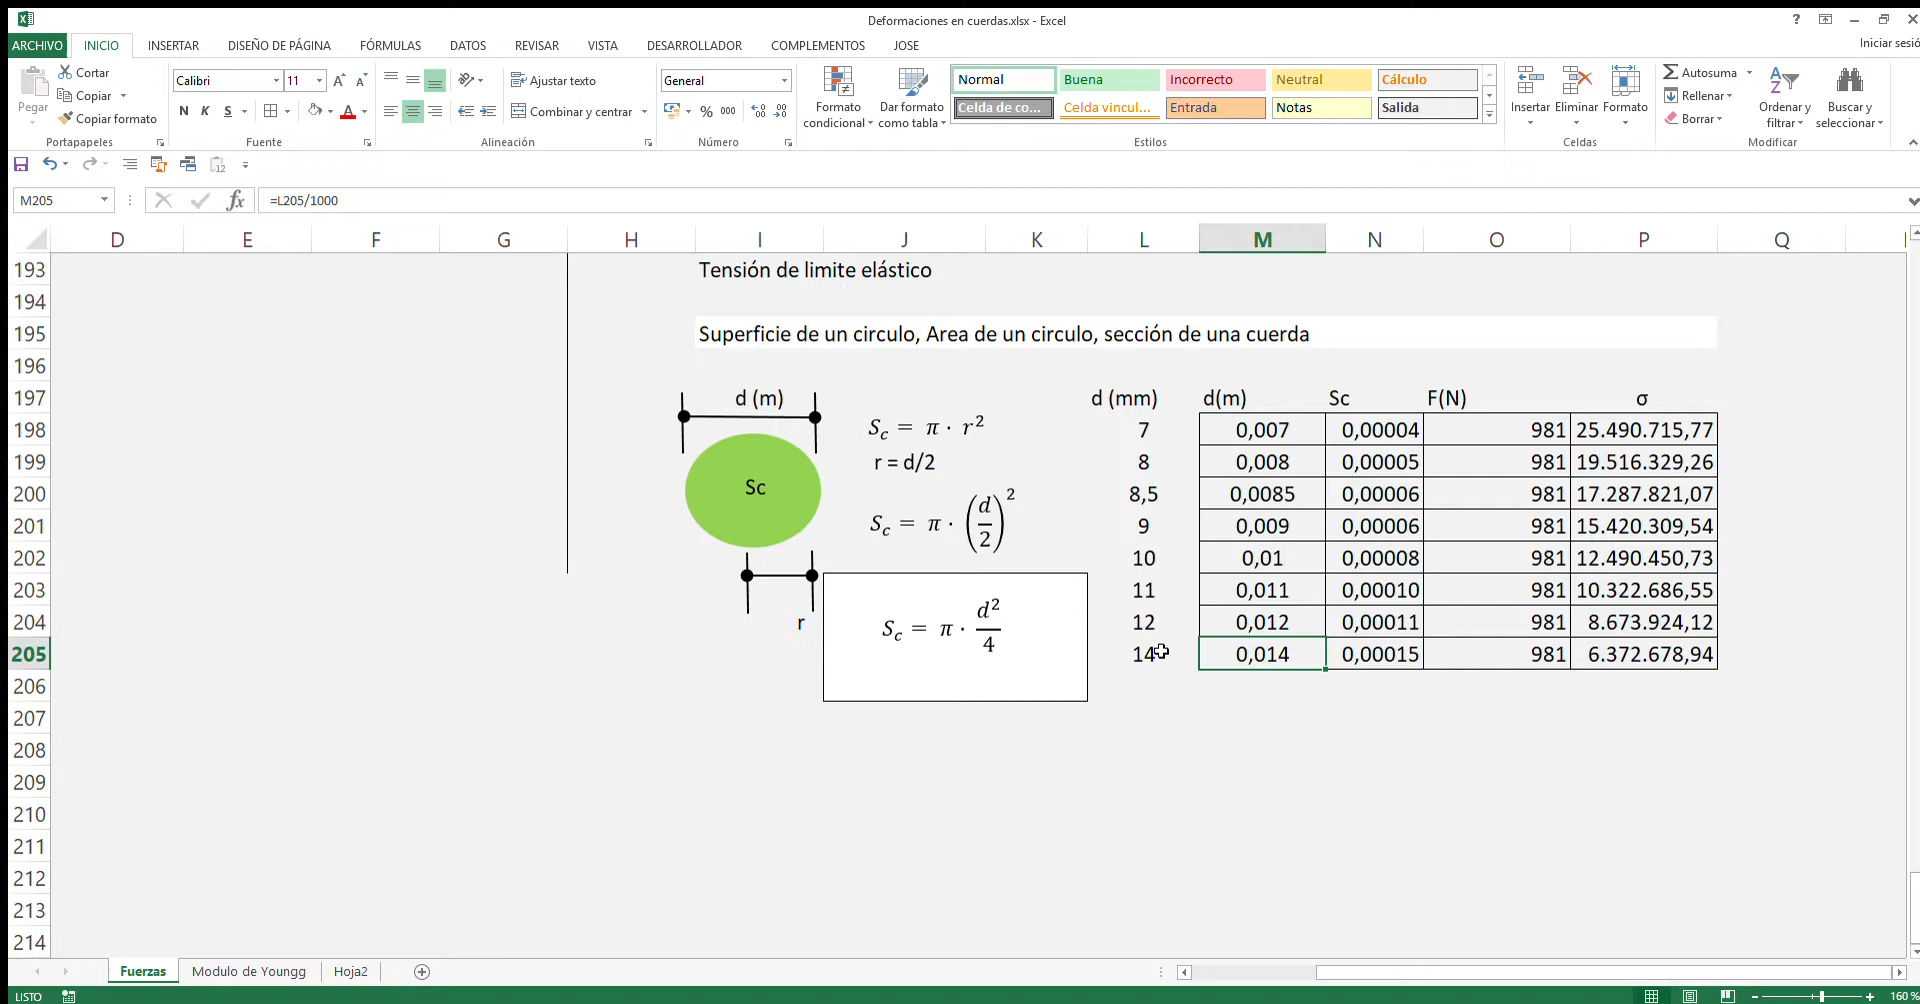 Deformaciones en cuerdas.xlsx - Excel
?
ARCHIVO INICIO INSERTAR DISEÑO DE PÁGINA FÓRMULAS DATOS REVISAR VISTA DESARROLLADOR COMPLEMENTOS JOSE Iniciar sesió
Pegar
Cortar
Copiar
Copiar formato
Portapapeles
Calibri 11
N K S
Fuente
Ajustar texto
Combinar y centrar
Alineación
General
% 000
Número
Formato condicional
Dar formato como tabla
Normal Buena Incorrecto Neutral Cálculo
Celda de co... Celda vincul... Entrada Notas Salida
Estilos
Insertar Eliminar Formato
Celdas
Autosuma
Rellenar
Borrar
Ordenar y filtrar
Buscar y seleccionar
Modificar
M205 fx =L205/1000
D E F G H I J K L M N O P Q
193 Tensión de limite elástico
194
195 Superficie de un circulo, Area de un circulo, sección de una cuerda
196
197 d (m) d (mm) d(m) Sc F(N) σ
198 S_c = π · r² 7 0,007 0,00004 981 25.490.715,77
199 r = d/2 8 0,008 0,00005 981 19.516.329,26
200 Sc 8,5 0,0085 0,00006 981 17.287.821,07
201 S_c = π · (d/2)² 9 0,009 0,00006 981 15.420.309,54
202 10 0,01 0,00008 981 12.490.450,73
203 11 0,011 0,00010 981 10.322.686,55
204 r S_c = π · d²/4 12 0,012 0,00011 981 8.673.924,12
205 14 0,014 0,00015 981 6.372.678,94
206
207
208
209
210
211
212
213
214
Fuerzas Modulo de Youngg Hoja2
LISTO 160 %